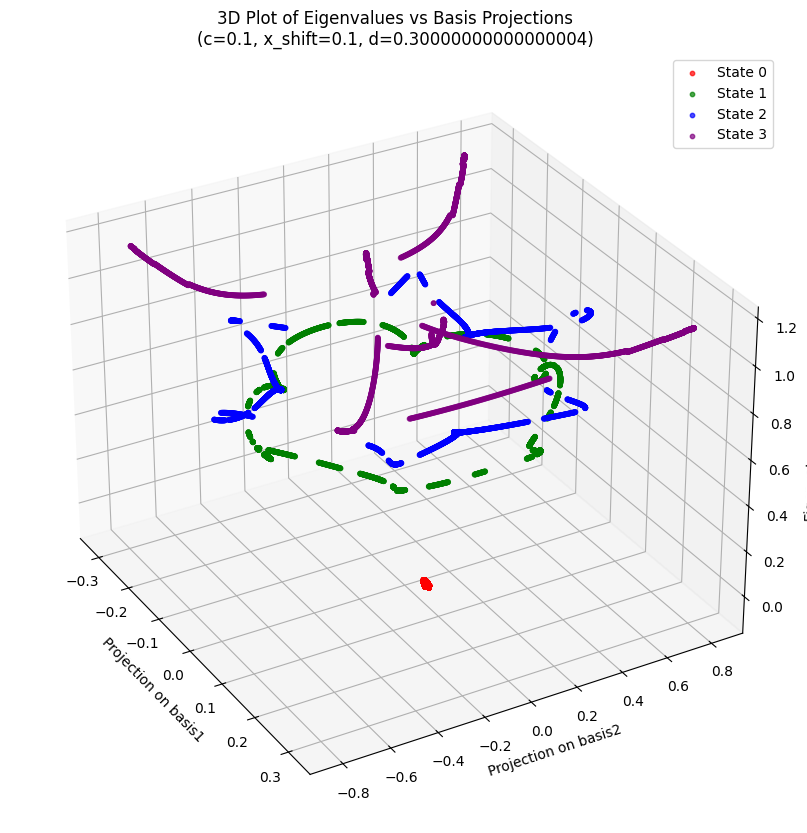 3D Plot of Eigenvalues vs Basis Projections
(c=0.1, x_shift=0.1, d=0.30000000000000004)
State 0
State 1
State 2
State 3
1.2
1.0
0.8
0.6
0.4
0.2
0.0
−0.3
−0.2
−0.1
0.0
0.1
0.2
0.3
Projection on basis1
−0.8
−0.6
−0.4
−0.2
0.0
0.2
0.4
0.6
0.8
Projection on basis2